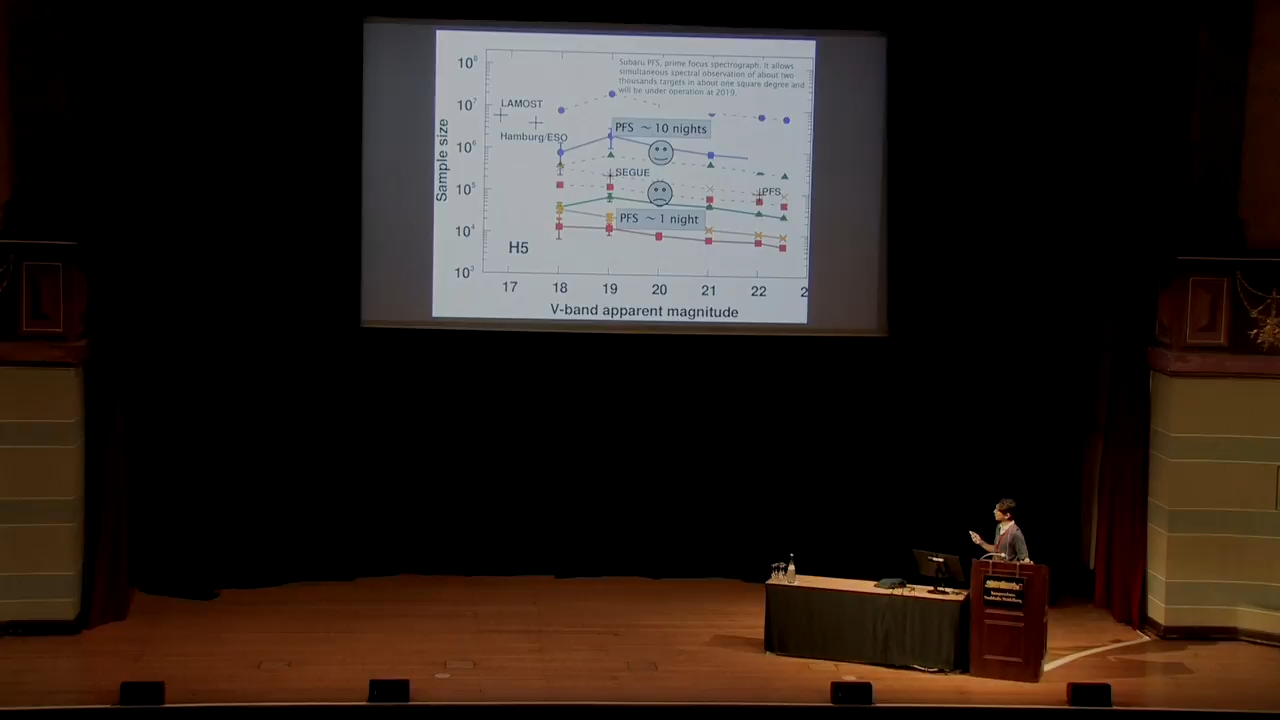 Subaru PFS, prime focus spectrograph. It allows
simultaneous spectral observation of about two
thousands targets in about one square degree and
will be under operation at 2019.
10⁸
10⁷
10⁶
10⁵
10⁴
10³
Sample size
LAMOST
Hamburg/ESO
PFS ~ 10 nights
SEGUE
PFS
PFS ~ 1 night
H5
17 18 19 20 21 22 2
V-band apparent magnitude